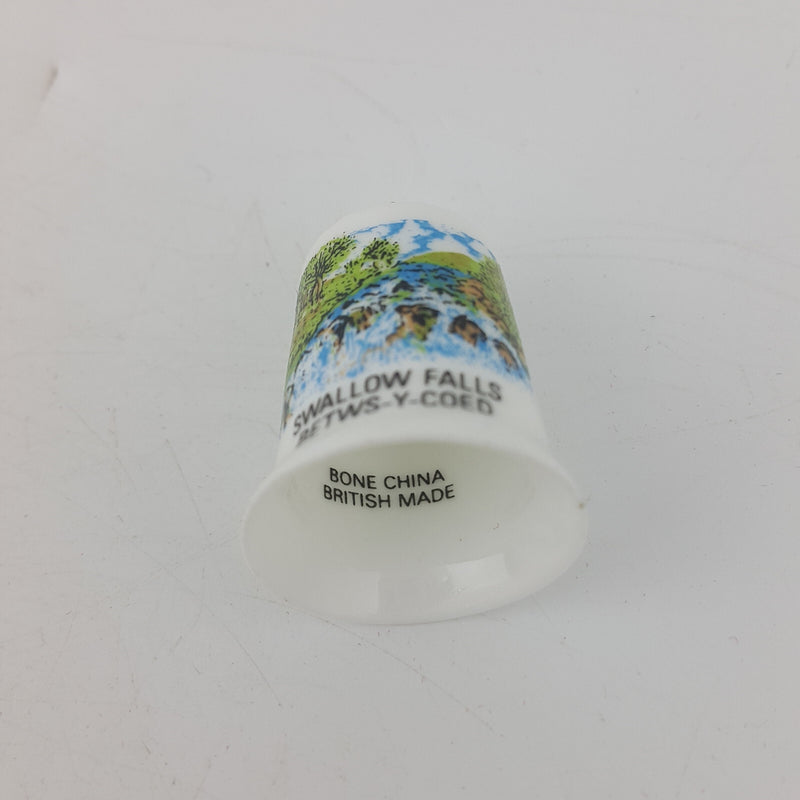 SWALLOW FALLS
BETWS-Y-COED
BONE CHINA
BRITISH MADE